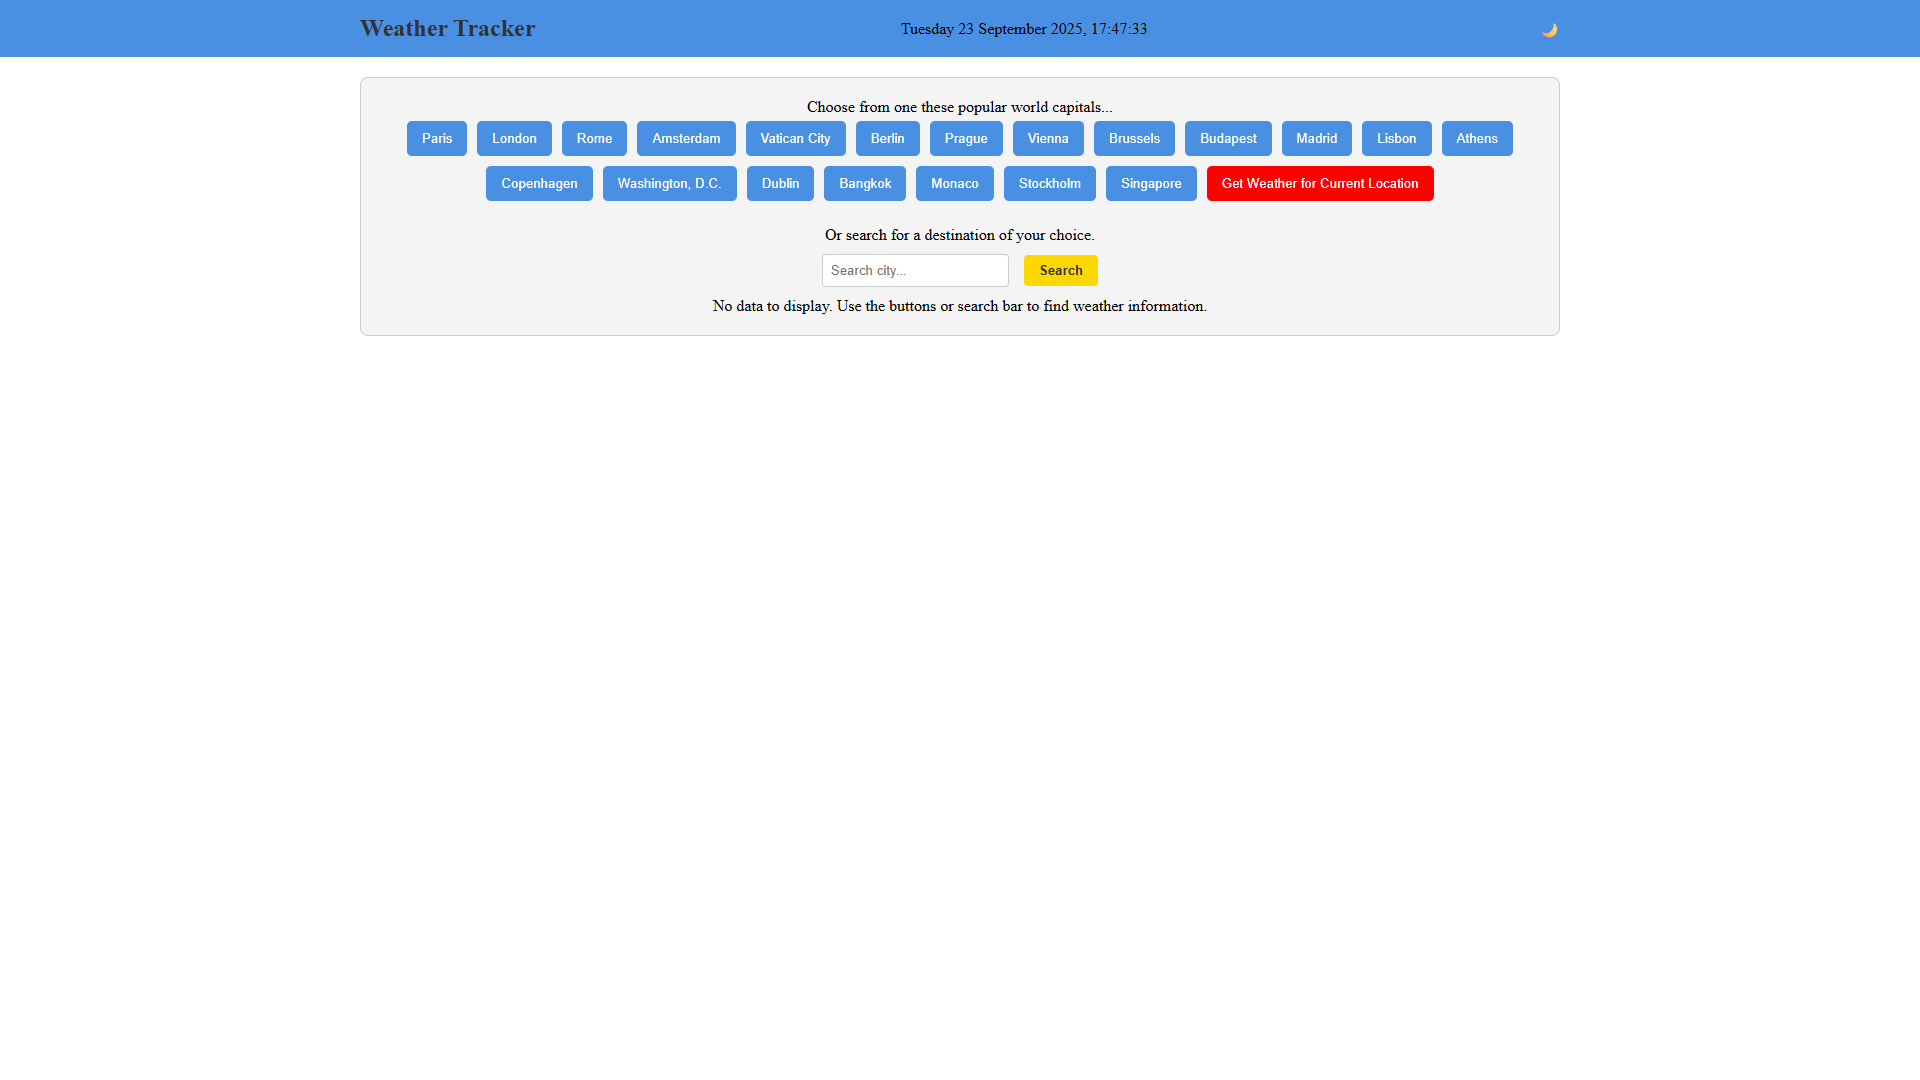 Weather Tracker
Tuesday 23 September 2025, 17:47:33
Choose from one these popular world capitals...
Paris London Rome Amsterdam Vatican City Berlin Prague Vienna Brussels Budapest Madrid Lisbon Athens
Copenhagen Washington, D.C. Dublin Bangkok Monaco Stockholm Singapore Get Weather for Current Location
Or search for a destination of your choice.
Search city... Search
No data to display. Use the buttons or search bar to find weather information.